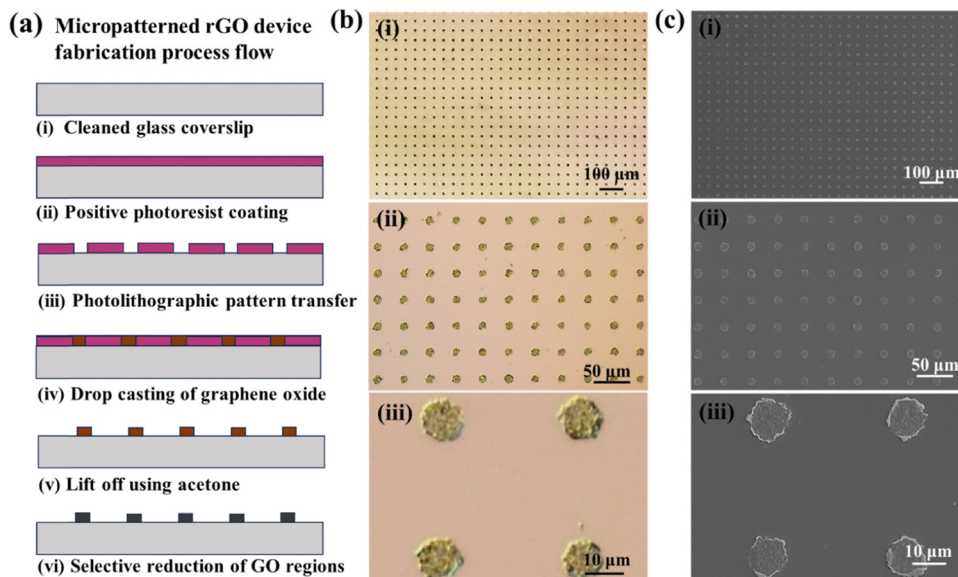 (a) Micropatterned rGO device
fabrication process flow
(i) Cleaned glass coverslip
(ii) Positive photoresist coating
(iii) Photolithographic pattern transfer
(iv) Drop casting of graphene oxide
(v) Lift off using acetone
(vi) Selective reduction of GO regions
(b)
(i)
100 µm
(ii)
50 µm
(iii)
10 µm
(c)
(i)
100 µm
(ii)
50 µm
(iii)
10 µm